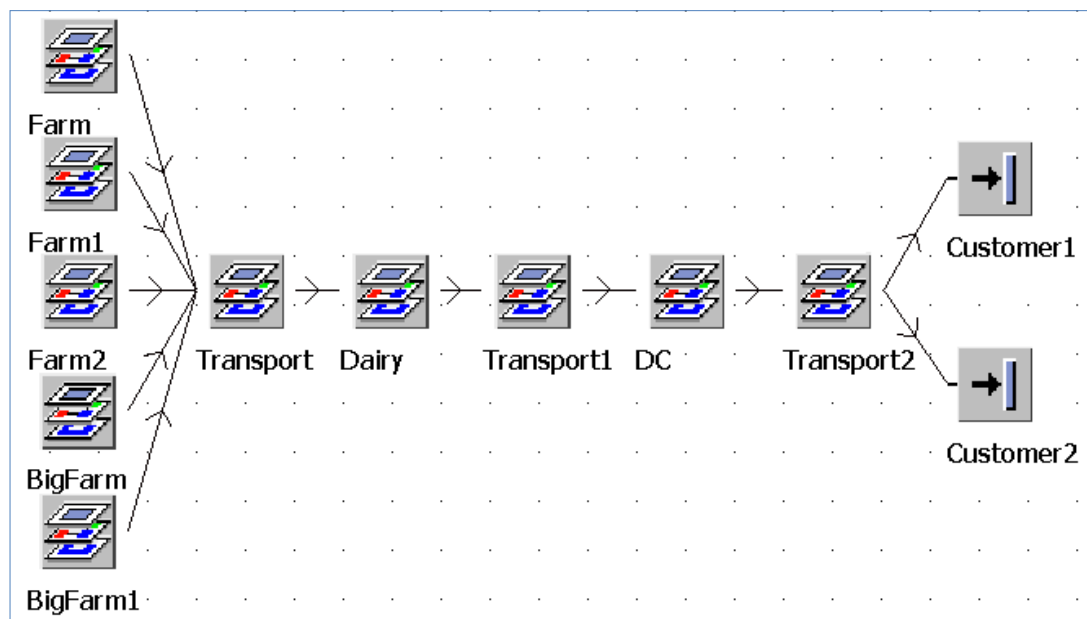 Farm
Farm1
Farm2
BigFarm
BigFarm1
Transport
Dairy
Transport1
DC
Transport2
Customer1
Customer2